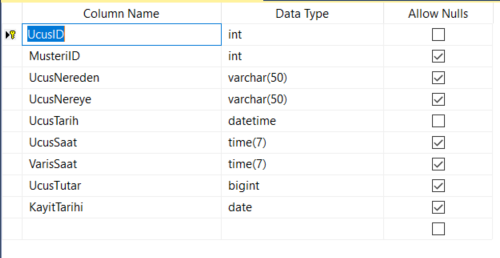 Column Name Data Type Allow Nulls
UcusID int
MusteriID int
UcusNereden varchar(50)
UcusNereye varchar(50)
UcusTarih datetime
UcusSaat time(7)
VarisSaat time(7)
UcusTutar bigint
KayitTarihi date